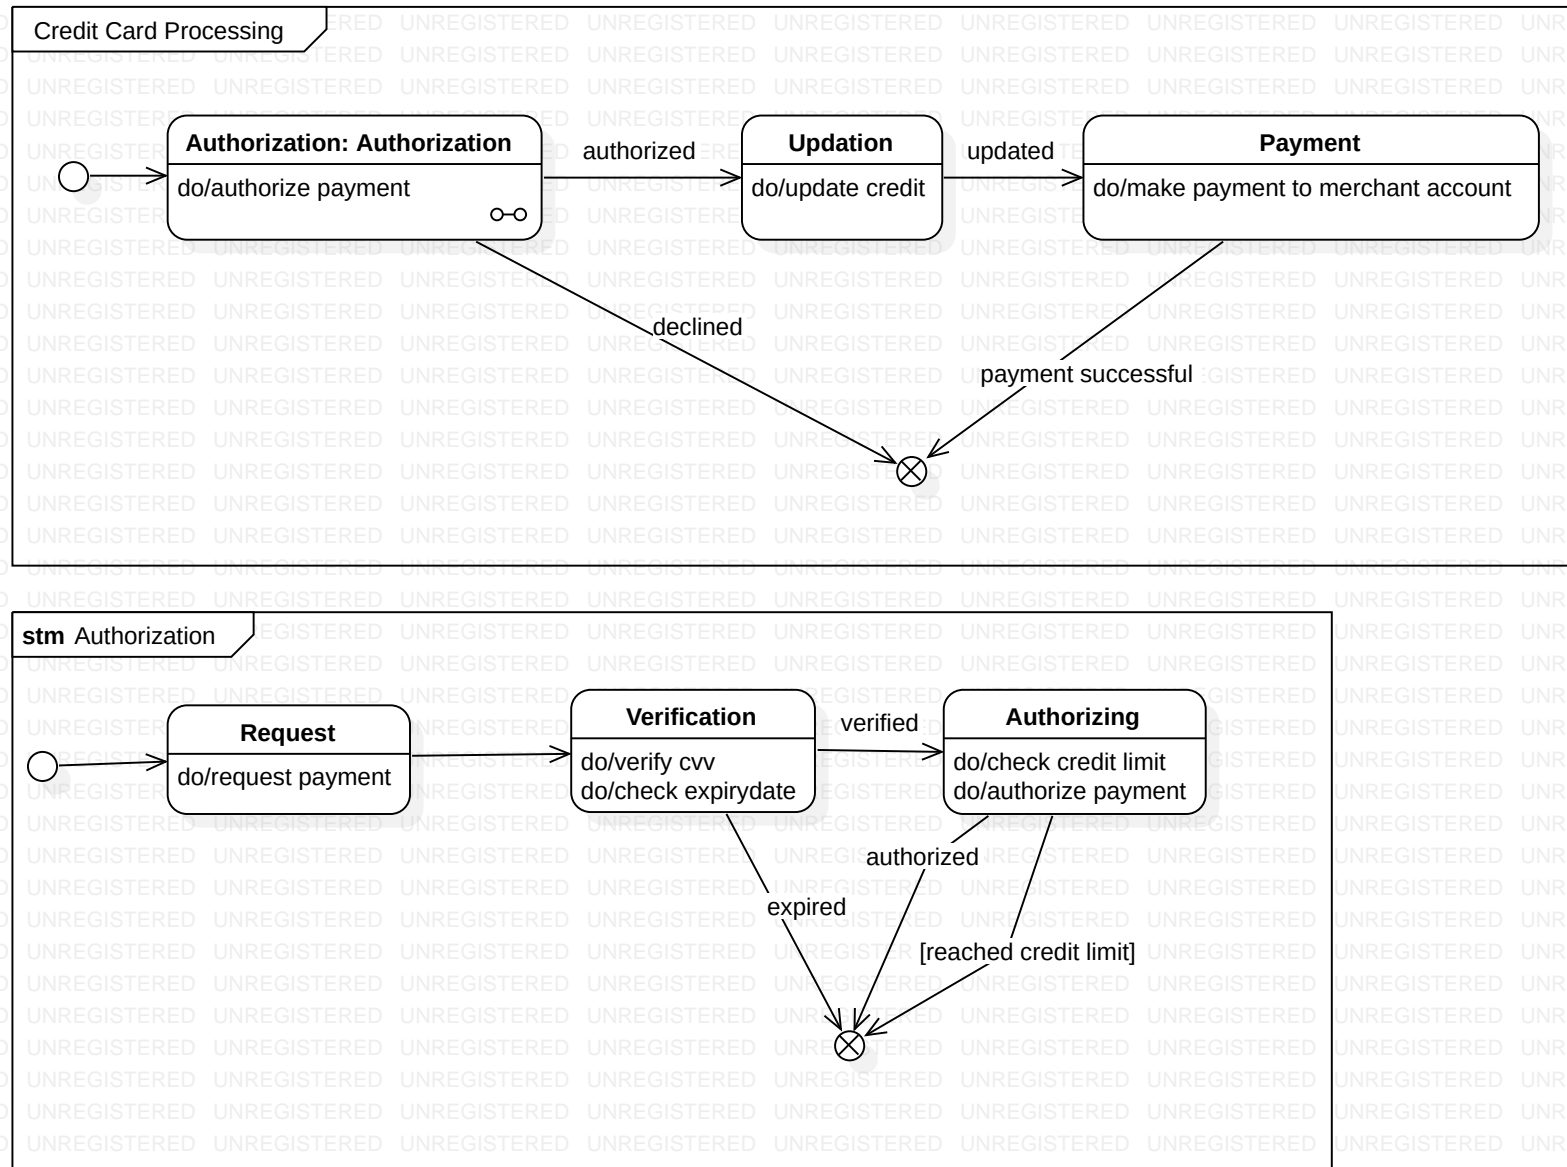 Credit Card Processing
Authorization: Authorization
do/authorize payment
authorized
Updation
do/update credit
updated
Payment
do/make payment to merchant account
declined
payment successful
stm Authorization
Request
do/request payment
Verification
do/verify cvv
do/check expirydate
verified
Authorizing
do/check credit limit
do/authorize payment
authorized
expired
[reached credit limit]
UNREGISTERED